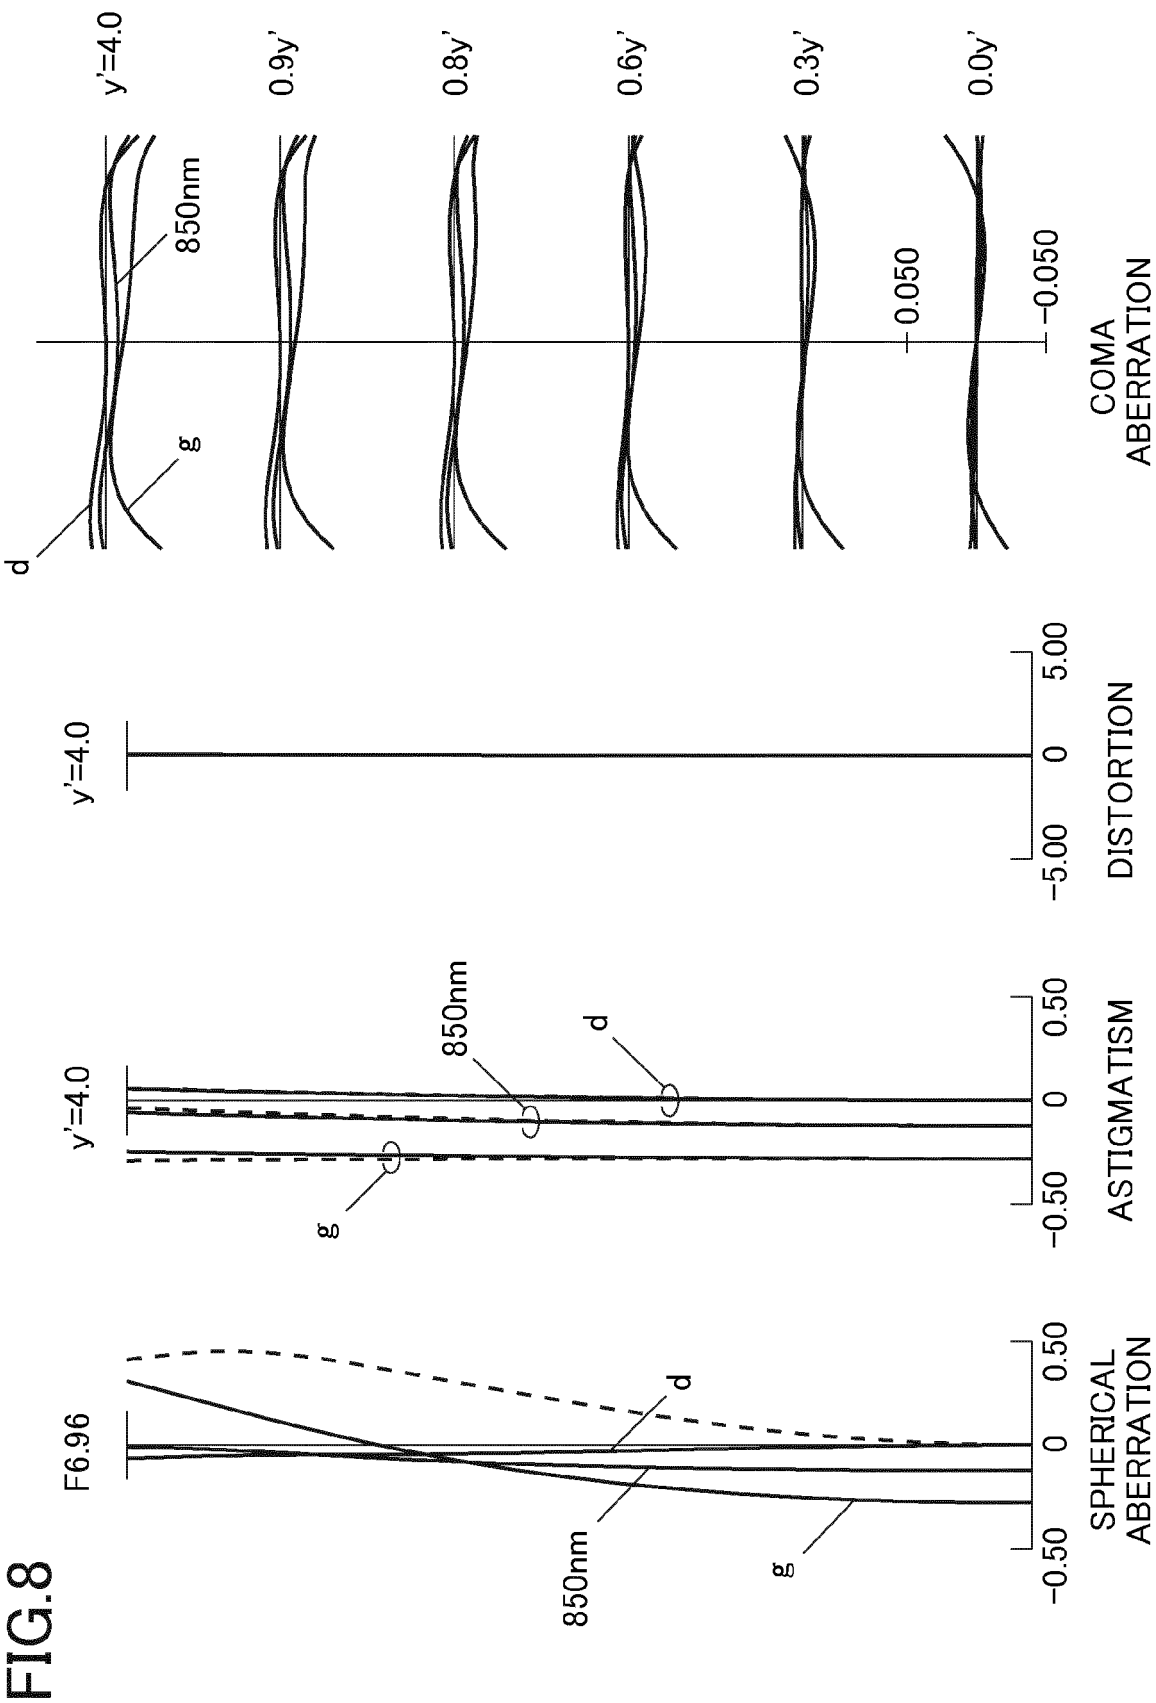 FIG.8
F6.96
d
850nm
g
−0.50
0
0.50
SPHERICAL
ABERRATION
y'=4.0
850nm
d
g
−0.50
0
0.50
ASTIGMATISM
y'=4.0
−5.00
0
5.00
DISTORTION
d
g
850nm
y'=4.0
0.9y'
0.8y'
0.6y'
0.3y'
0.0y'
0.050
−0.050
COMA
ABERRATION